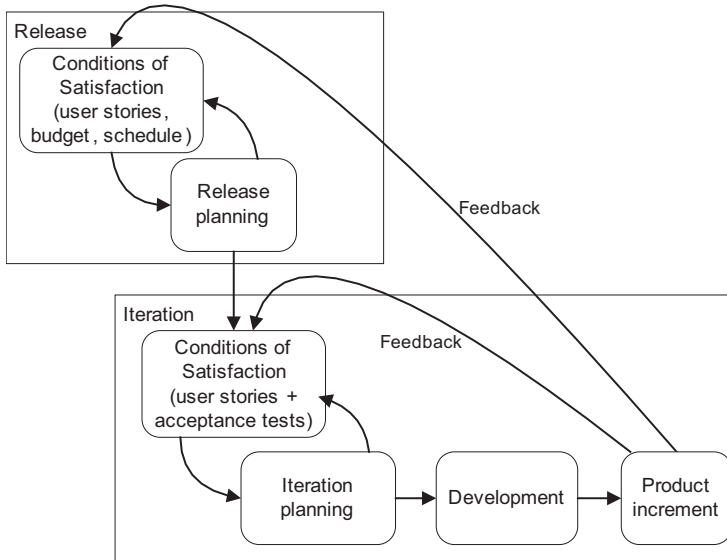 Release
Conditions of
Satisfaction
(user stories,
budget, schedule)
Release
planning
Feedback
Iteration
Conditions of
Satisfaction
(user stories +
acceptance tests)
Feedback
Iteration
planning
Development
Product
increment